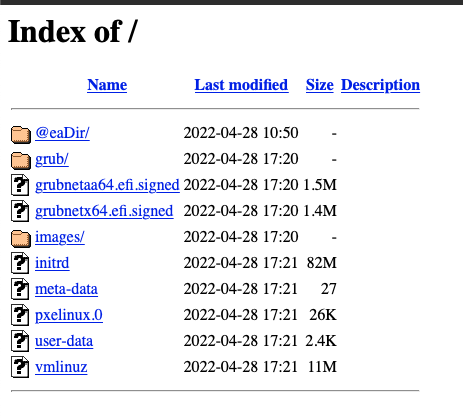 Index of /
Name Last modified Size Description
@eaDir/ 2022-04-28 10:50 -
grub/ 2022-04-28 17:20 -
grubnetaa64.efi.signed 2022-04-28 17:20 1.5M
grubnetx64.efi.signed 2022-04-28 17:20 1.4M
images/ 2022-04-28 17:20 -
initrd 2022-04-28 17:21 82M
meta-data 2022-04-28 17:21 27
pxelinux.0 2022-04-28 17:21 26K
user-data 2022-04-28 17:21 2.4K
vmlinuz 2022-04-28 17:21 11M